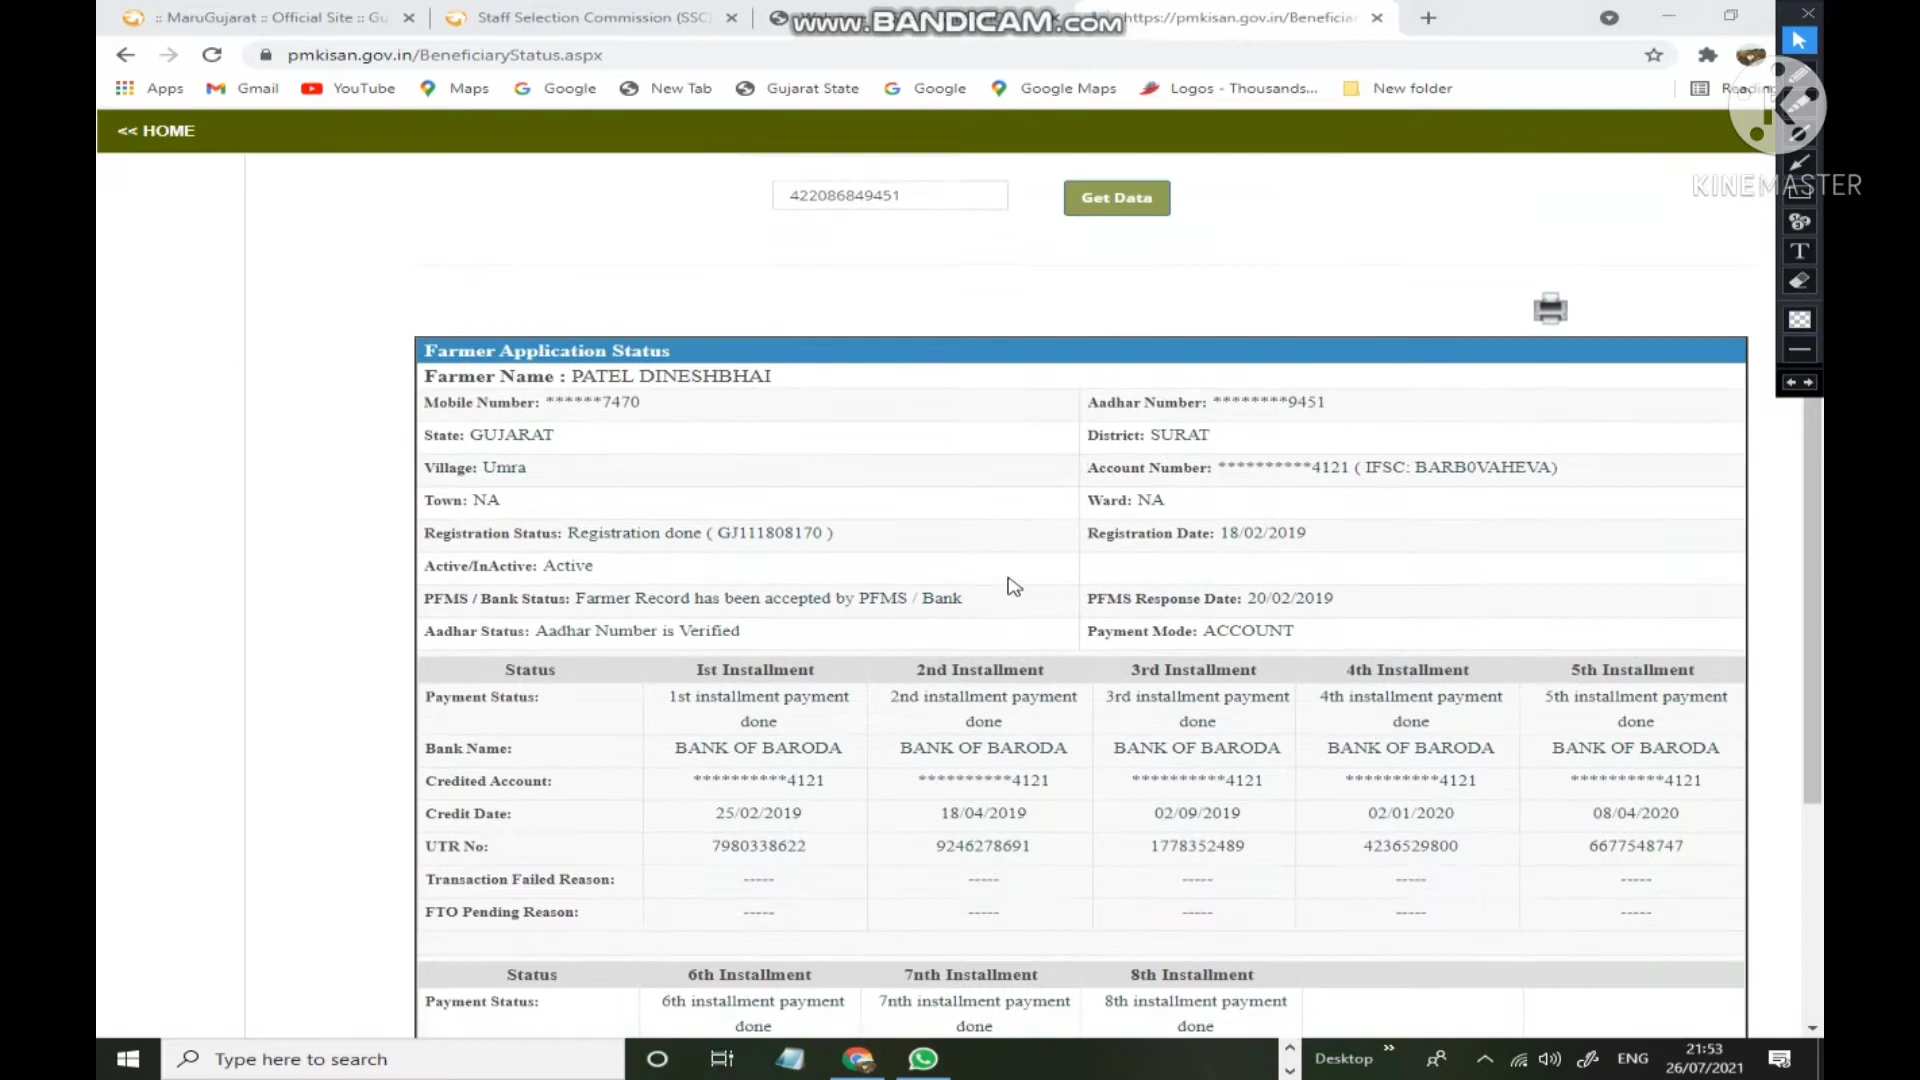 :: MaruGujarat :: Official Site :: Gu
Staff Selection Commission (SSC
https://pmkisan.gov.in/Beneficia
www.BANDICAM.com
pmkisan.gov.in/BeneficiaryStatus.aspx
Apps Gmail YouTube Maps Google New Tab Gujarat State Google Google Maps Logos - Thousands... New folder
K
KINEMASTER
<< HOME
422086849451 Get Data
Farmer Application Status
Farmer Name : PATEL DINESHBHAI
Mobile Number: ******7470 Aadhar Number: ********9451
State: GUJARAT District: SURAT
Village: Umra Account Number: **********4121 ( IFSC: BARB0VAHEVA)
Town: NA Ward: NA
Registration Status: Registration done ( GJ111808170 ) Registration Date: 18/02/2019
Active/InActive: Active
PFMS / Bank Status: Farmer Record has been accepted by PFMS / Bank PFMS Response Date: 20/02/2019
Aadhar Status: Aadhar Number is Verified Payment Mode: ACCOUNT
Status Ist Installment 2nd Installment 3rd Installment 4th Installment 5th Installment
Payment Status: 1st installment payment done 2nd installment payment done 3rd installment payment done 4th installment payment done 5th installment payment done
Bank Name: BANK OF BARODA BANK OF BARODA BANK OF BARODA BANK OF BARODA BANK OF BARODA
Credited Account: **********4121 **********4121 **********4121 **********4121 **********4121
Credit Date: 25/02/2019 18/04/2019 02/09/2019 02/01/2020 08/04/2020
UTR No: 7980338622 9246278691 1778352489 4236529800 6677548747
Transaction Failed Reason: ----- ----- ----- ----- -----
FTO Pending Reason: ----- ----- ----- ----- -----
Status 6th Installment 7nth Installment 8th Installment
Payment Status: 6th installment payment done 7nth installment payment done 8th installment payment done
Type here to search
Desktop
ENG
21:53
26/07/2021